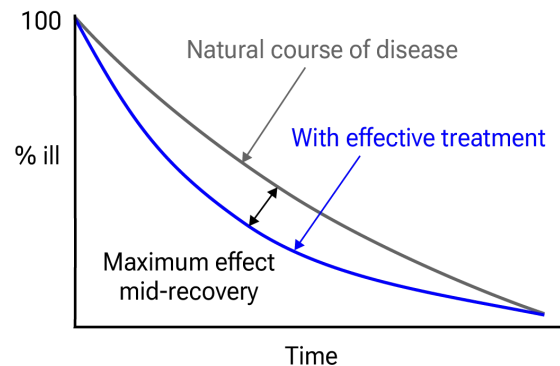 100
Natural course of disease
With effective treatment
% ill
Maximum effect
mid-recovery
Time